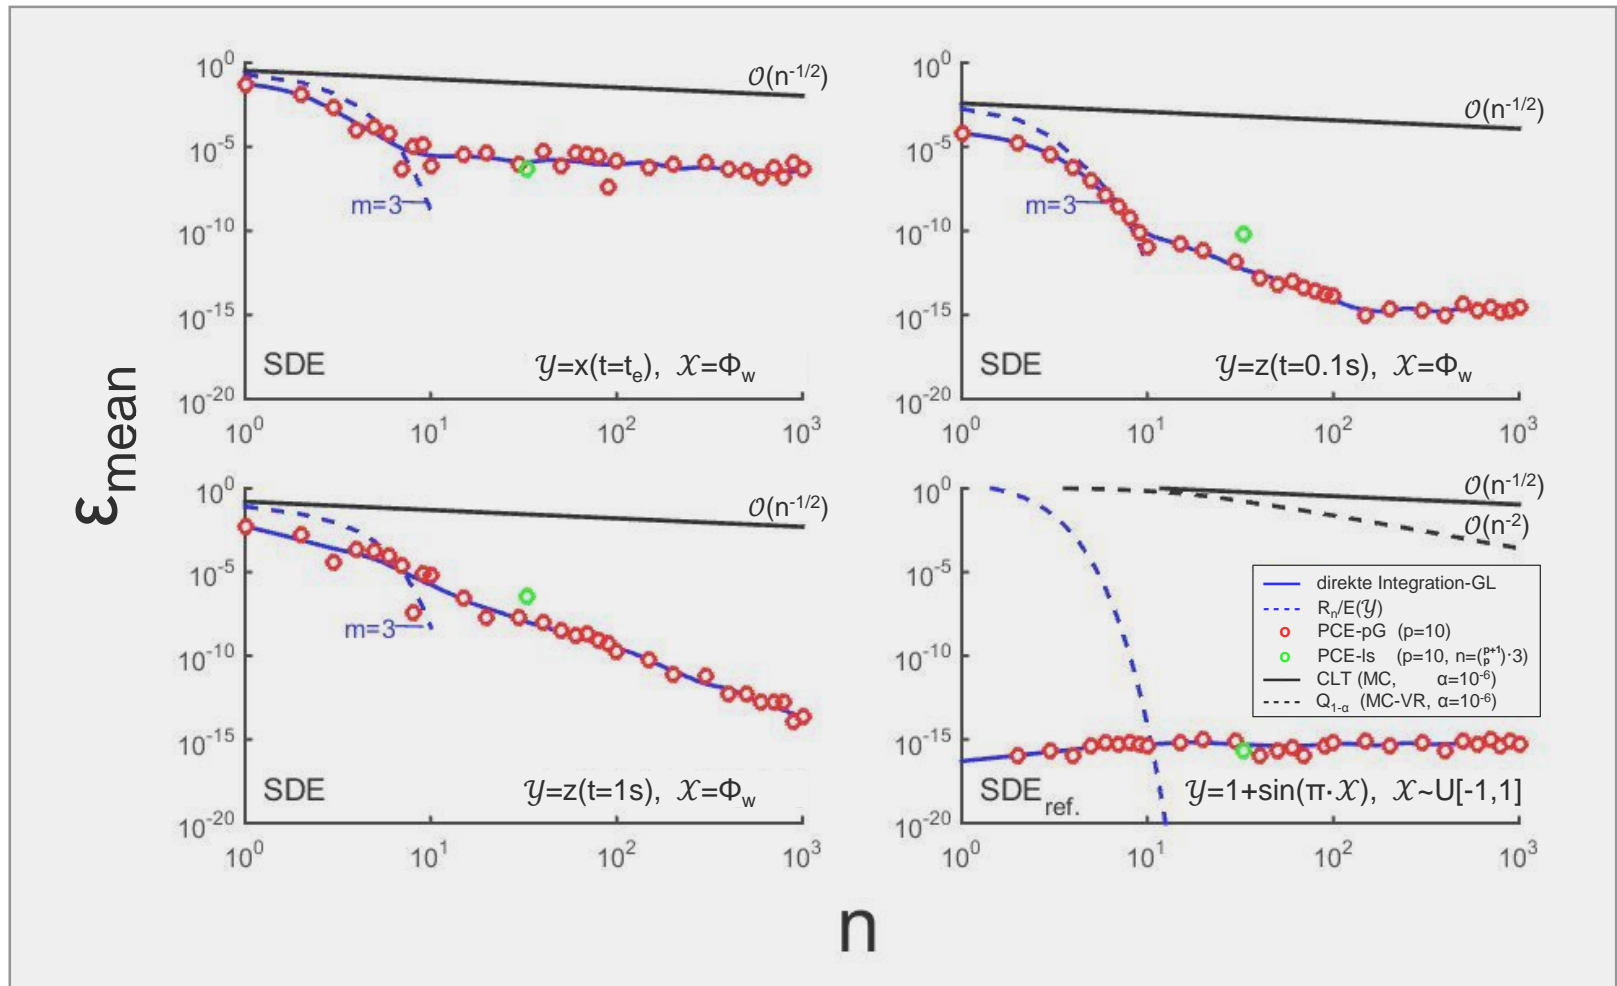 ε_mean
10^0
10^-5
10^-10
10^-15
10^-20
O(n^-1/2)
m=3
SDE
𝒴=x(t=t_e), 𝒳=Φ_w
10^0 10^1 10^2 10^3
10^0
10^-5
10^-10
10^-15
10^-20
O(n^-1/2)
m=3
SDE
𝒴=z(t=0.1s), 𝒳=Φ_w
10^0 10^1 10^2 10^3
10^0
10^-5
10^-10
10^-15
10^-20
O(n^-1/2)
m=3
SDE
𝒴=z(t=1s), 𝒳=Φ_w
10^0 10^1 10^2 10^3
10^0
10^-5
10^-10
10^-15
10^-20
O(n^-1/2)
O(n^-2)
direkte Integration-GL
R_n/E(𝒴)
PCE-pG (p=10)
PCE-ls (p=10, n=(p+1 p)·3)
CLT (MC, α=10^-6)
Q_1-α (MC-VR, α=10^-6)
SDE_ref.
𝒴=1+sin(π·𝒳), 𝒳~U[-1,1]
10^0 10^1 10^2 10^3
n